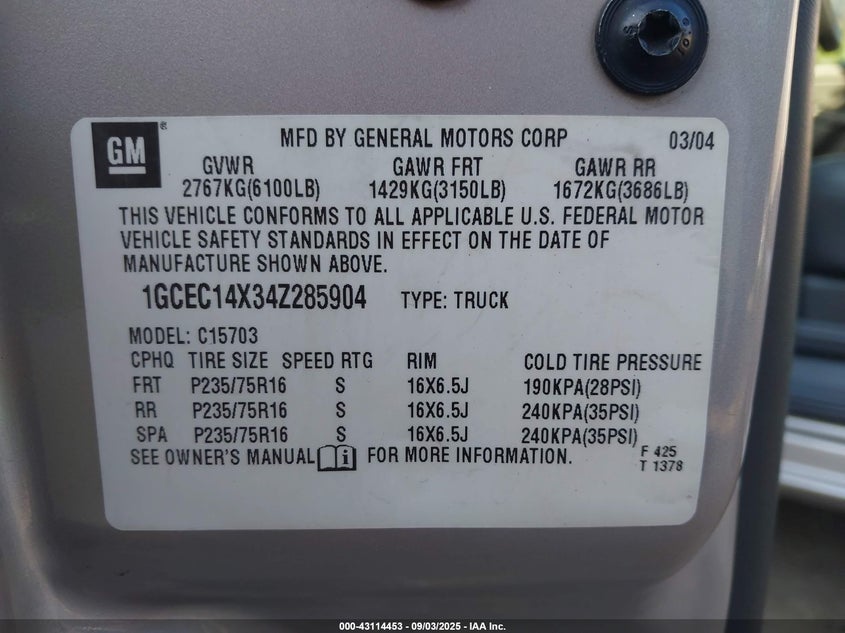 GM ®
MFD BY GENERAL MOTORS CORP 03/04
GVWR GAWR FRT GAWR RR
2767KG(6100LB) 1429KG(3150LB) 1672KG(3686LB)
THIS VEHICLE CONFORMS TO ALL APPLICABLE U.S. FEDERAL MOTOR
VEHICLE SAFETY STANDARDS IN EFFECT ON THE DATE OF
MANUFACTURE SHOWN ABOVE.
1GCEC14X34Z285904 TYPE: TRUCK
MODEL: C15703
CPHQ TIRE SIZE SPEED RTG RIM COLD TIRE PRESSURE
FRT P235/75R16 S 16X6.5J 190KPA(28PSI)
RR P235/75R16 S 16X6.5J 240KPA(35PSI)
SPA P235/75R16 S 16X6.5J 240KPA(35PSI)
SEE OWNER'S MANUAL i FOR MORE INFORMATION.
F 425
T 1378
000-43114453 - 09/03/2025 - IAA Inc.